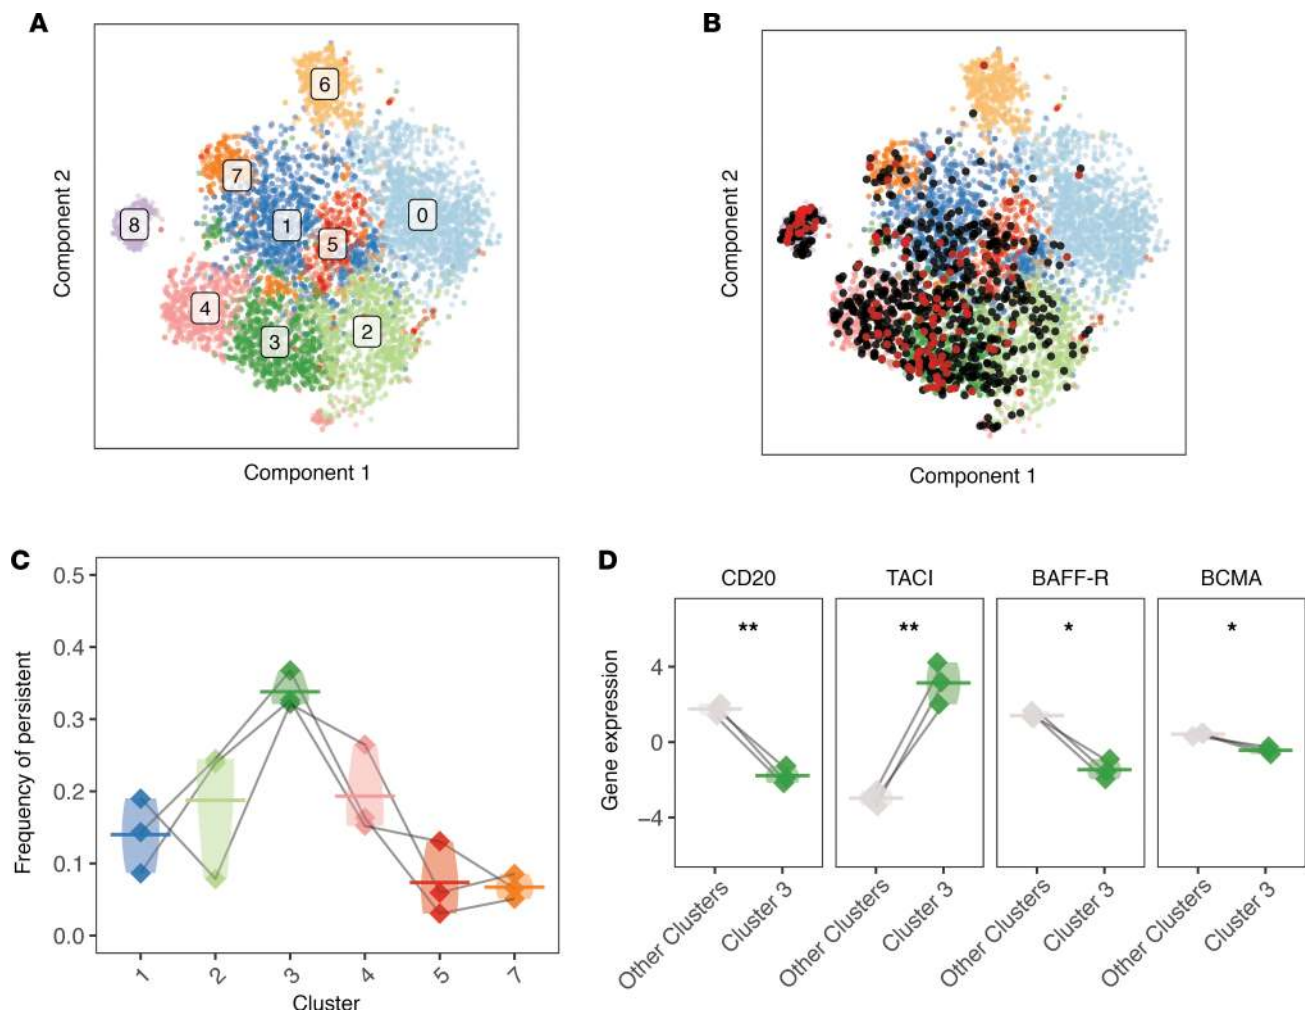 A
6
7
8
1
5
0
4
3
2
Component 2
Component 1
B
Component 2
Component 1
C
Frequency of persistent
0.5
0.4
0.3
0.2
0.1
0.0
1 2 3 4 5 7
Cluster
D
CD20 TACI BAFF-R BCMA
** ** * *
Gene expression
4
0
−4
Other Clusters Cluster 3 Other Clusters Cluster 3 Other Clusters Cluster 3 Other Clusters Cluster 3